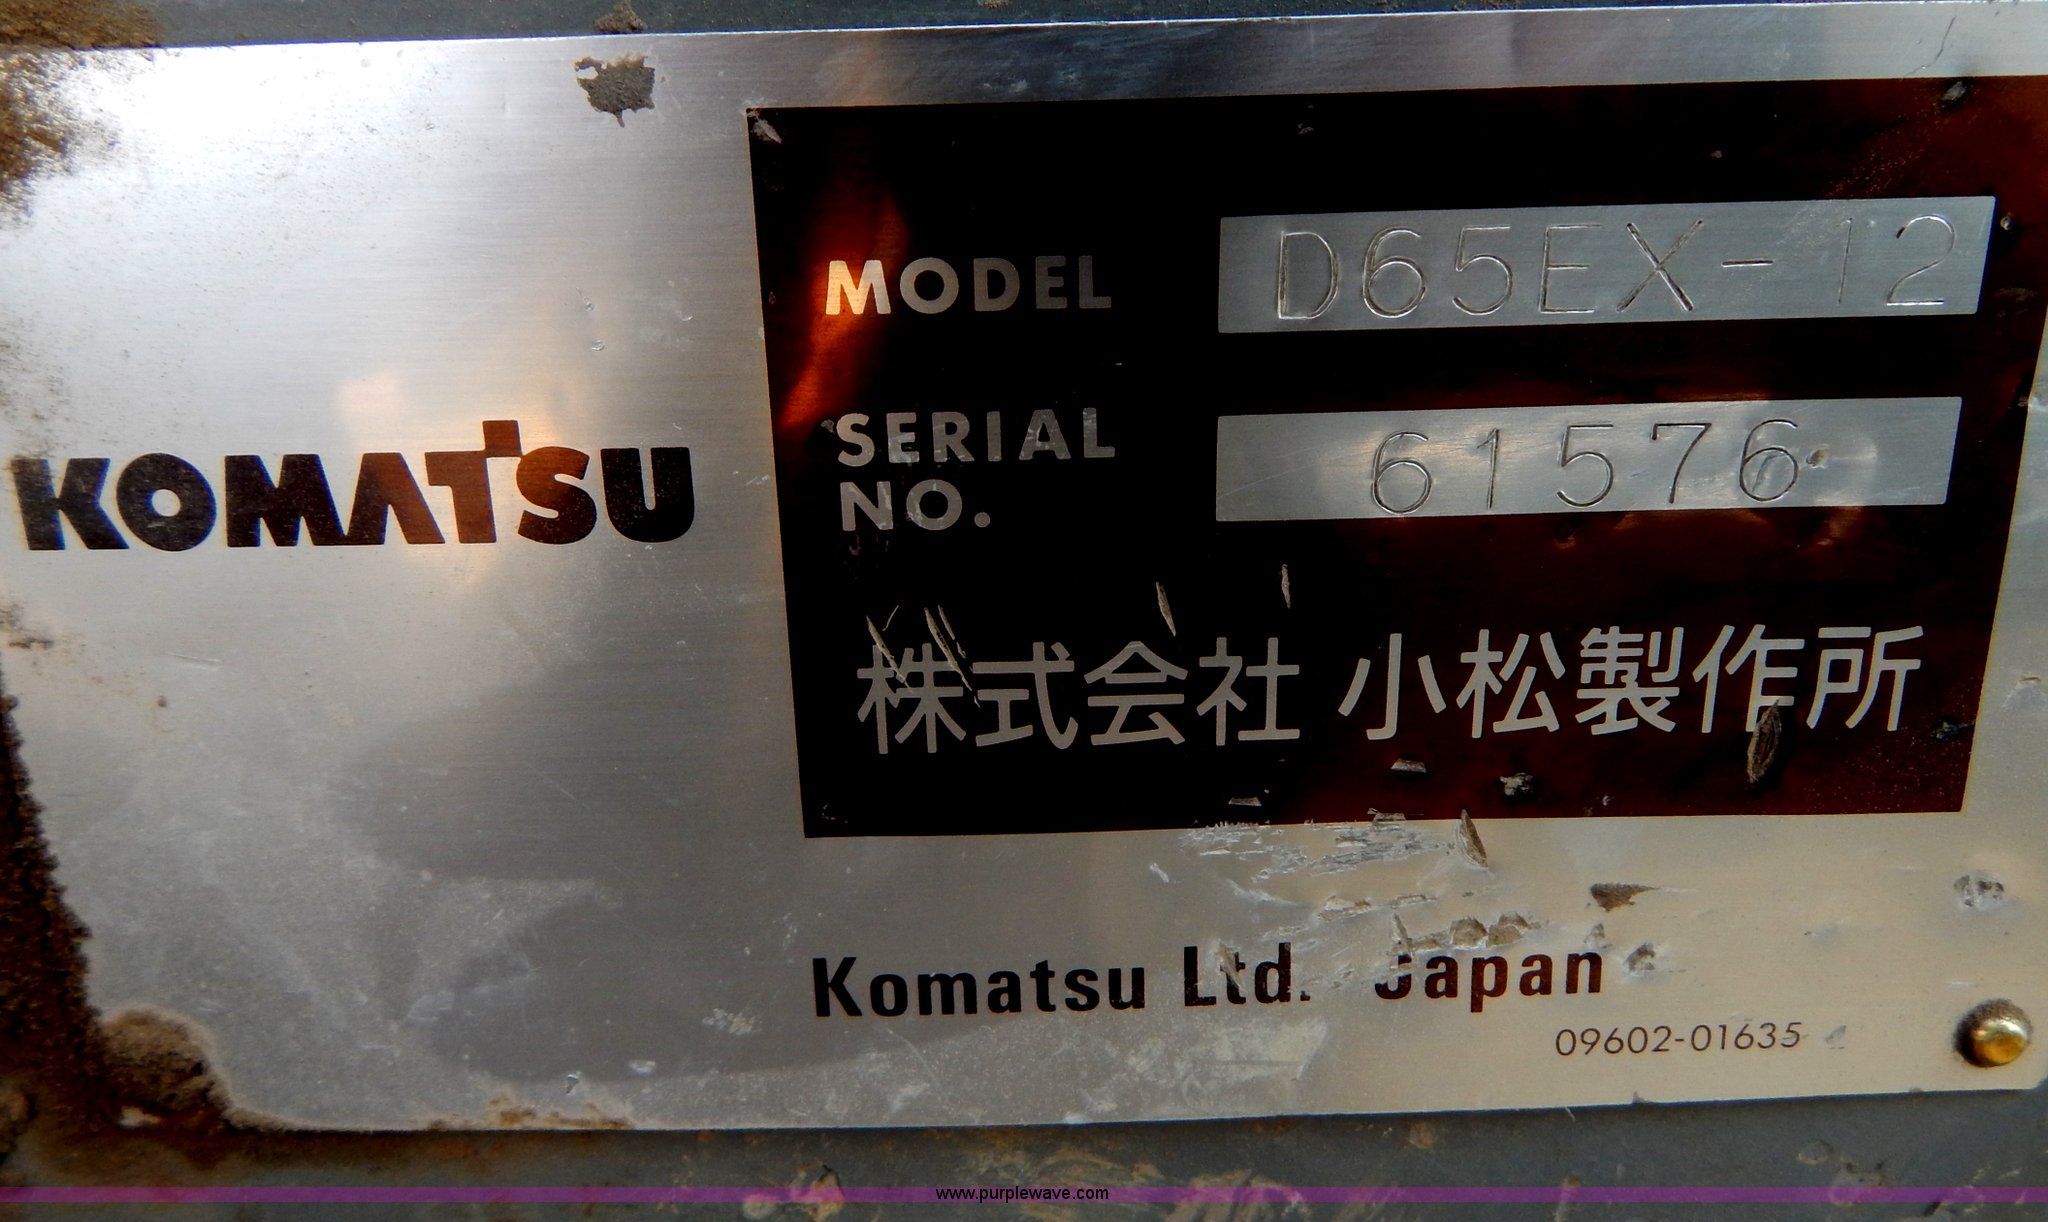 KOMATSU
MODEL D65EX-12
SERIAL NO. 61576
株式会社 小松製作所
Komatsu Ltd. Japan
09602-01635
www.purplewave.com